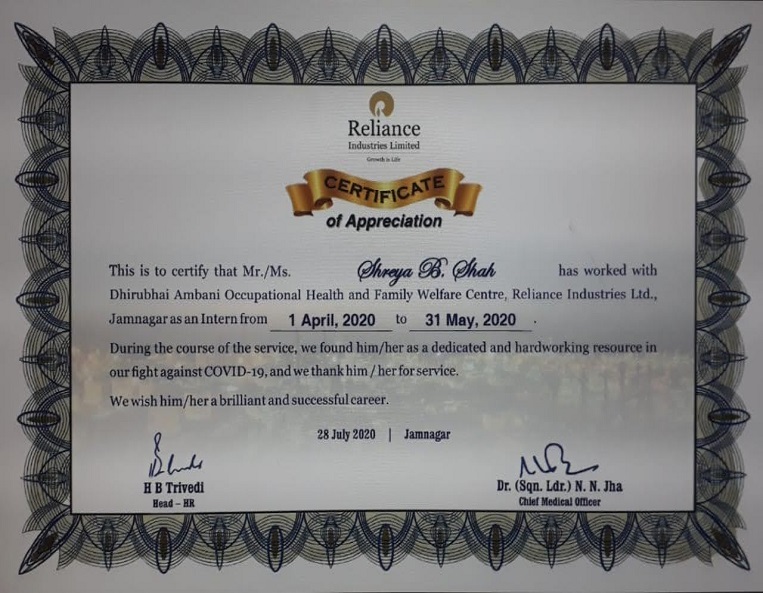 Reliance
Industries Limited
Growth is Life
CERTIFICATE
of Appreciation
This is to certify that Mr./Ms. Shreya B. Shah has worked with
Dhirubhai Ambani Occupational Health and Family Welfare Centre, Reliance Industries Ltd.,
Jamnagar as an Intern from 1 April, 2020 to 31 May, 2020 .
During the course of the service, we found him/her as a dedicated and hardworking resource in
our fight against COVID-19, and we thank him / her for service.
We wish him/her a brilliant and successful career.
28 July 2020 | Jamnagar
H B Trivedi
Head – HR
Dr. (Sqn. Ldr.) N. N. Jha
Chief Medical Officer